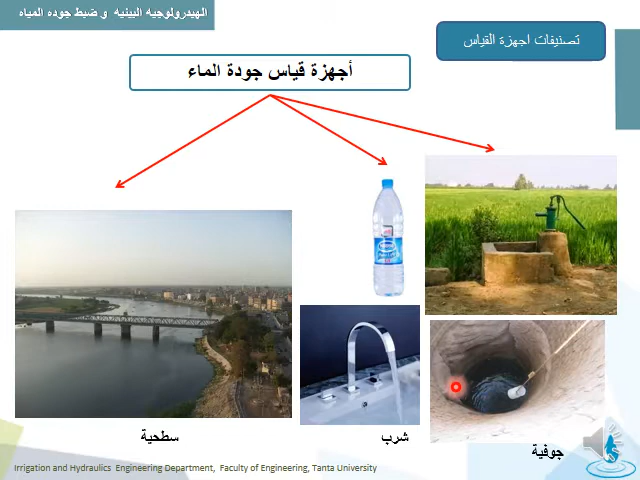 الهيدرولوجيه البيئيه و ضبط جوده المياه
تصنيفات اجهزة القياس
أجهزة قياس جودة الماء
سطحية
شرب
جوفية
Irrigation and Hydraulics Engineering Department, Faculty of Engineering, Tanta University